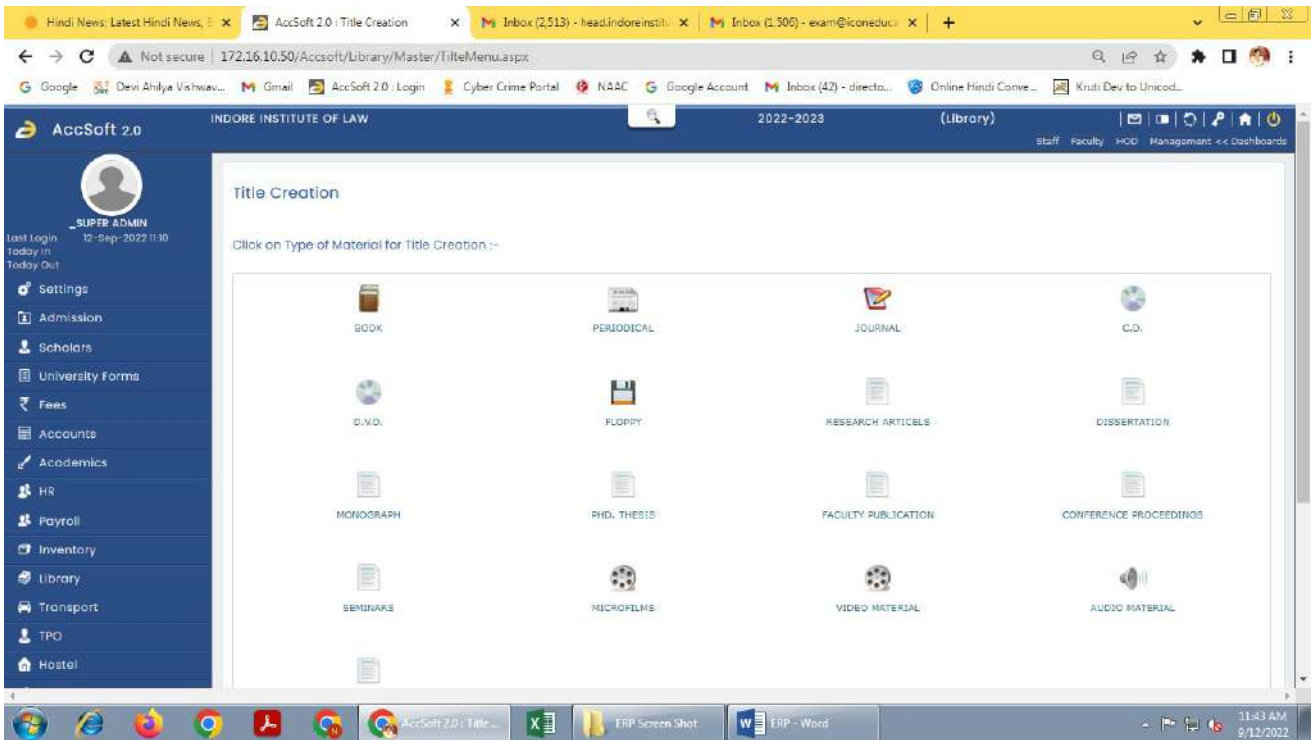 Hindi News; Latest Hindi News,
AccSoft 2.0 : Title Creation
Inbox (2,513) - head.indoreinstit
Inbox (1,506) - exam@iconeduca
Not secure | 172.16.10.50/Accsoft/Library/Master/TilteMenu.aspx
Google
Devi Ahilya Vishwav...
Gmail
AccSoft 2.0 : Login
Cyber Crime Portal
NAAC
Google Account
Inbox (42) - directo...
Online Hindi Conve...
Kruti Dev to Unicod...
AccSoft 2.0
INDORE INSTITUTE OF LAW
2022-2023
(Library)
Staff Faculty HOD Management << Dashboards
_SUPER ADMIN
Last Login 12-Sep-2022 11:10
Today In
Today Out
Settings
Admission
Scholars
University Forms
Fees
Accounts
Academics
HR
Payroll
Inventory
Library
Transport
TPO
Hostel
Title Creation
Click on Type of Material for Title Creation :-
BOOK
PERIODICAL
JOURNAL
C.D.
D.V.D.
FLOPPY
RESEARCH ARTICELS
DISSERTATION
MONOGRAPH
PHD. THESIS
FACULTY PUBLICATION
CONFERENCE PROCEEDINGS
SEMINARS
MICROFILMS
VIDEO MATERIAL
AUDIO MATERIAL
AccSoft 2.0 : Title ...
ERP Screen Shot
ERP - Word
11:43 AM
9/12/2022